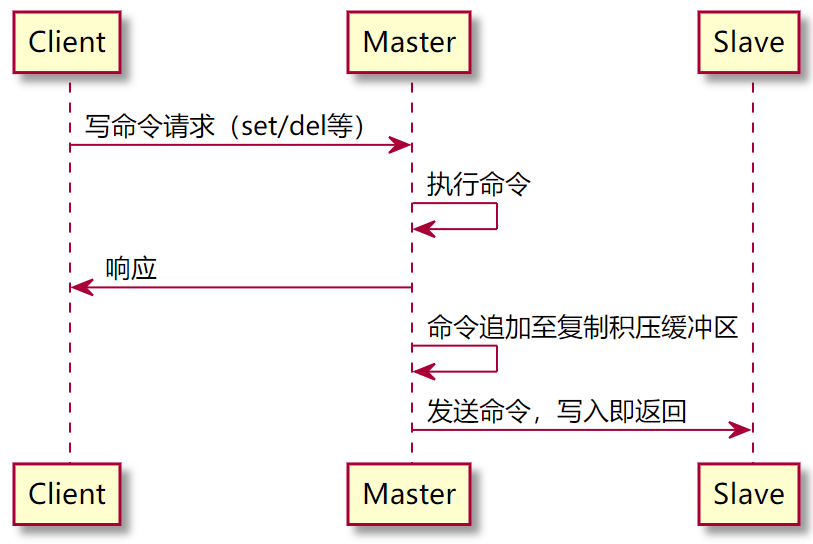 Client
Master
Slave
写命令请求（set/del等）
执行命令
响应
命令追加至复制积压缓冲区
发送命令，写入即返回
Client
Master
Slave